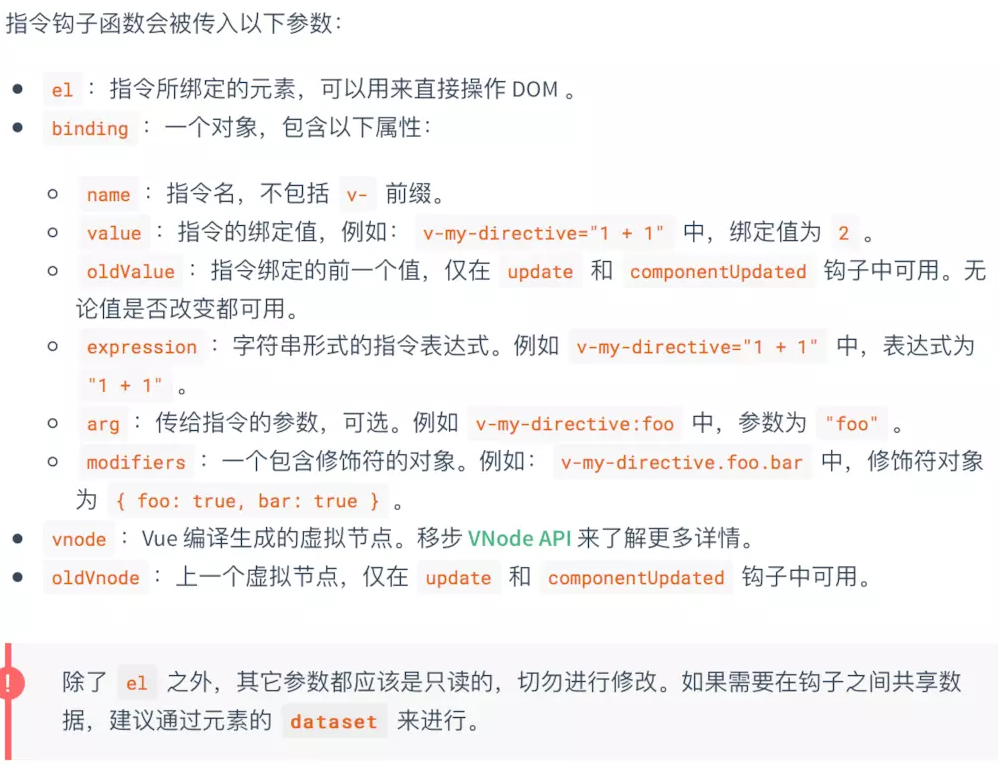 指令钩子函数会被传入以下参数：
el：指令所绑定的元素，可以用来直接操作 DOM 。
binding：一个对象，包含以下属性：
name：指令名，不包括 v- 前缀。
value：指令的绑定值，例如：v-my-directive="1 + 1" 中，绑定值为 2 。
oldValue：指令绑定的前一个值，仅在 update 和 componentUpdated 钩子中可用。无
论值是否改变都可用。
expression：字符串形式的指令表达式。例如 v-my-directive="1 + 1" 中，表达式为
"1 + 1" 。
arg：传给指令的参数，可选。例如 v-my-directive:foo 中，参数为 "foo" 。
modifiers：一个包含修饰符的对象。例如：v-my-directive.foo.bar 中，修饰符对象
为 { foo: true, bar: true } 。
vnode：Vue 编译生成的虚拟节点。移步 VNode API 来了解更多详情。
oldVnode：上一个虚拟节点，仅在 update 和 componentUpdated 钩子中可用。
!
除了 el 之外，其它参数都应该是只读的，切勿进行修改。如果需要在钩子之间共享数
据，建议通过元素的 dataset 来进行。